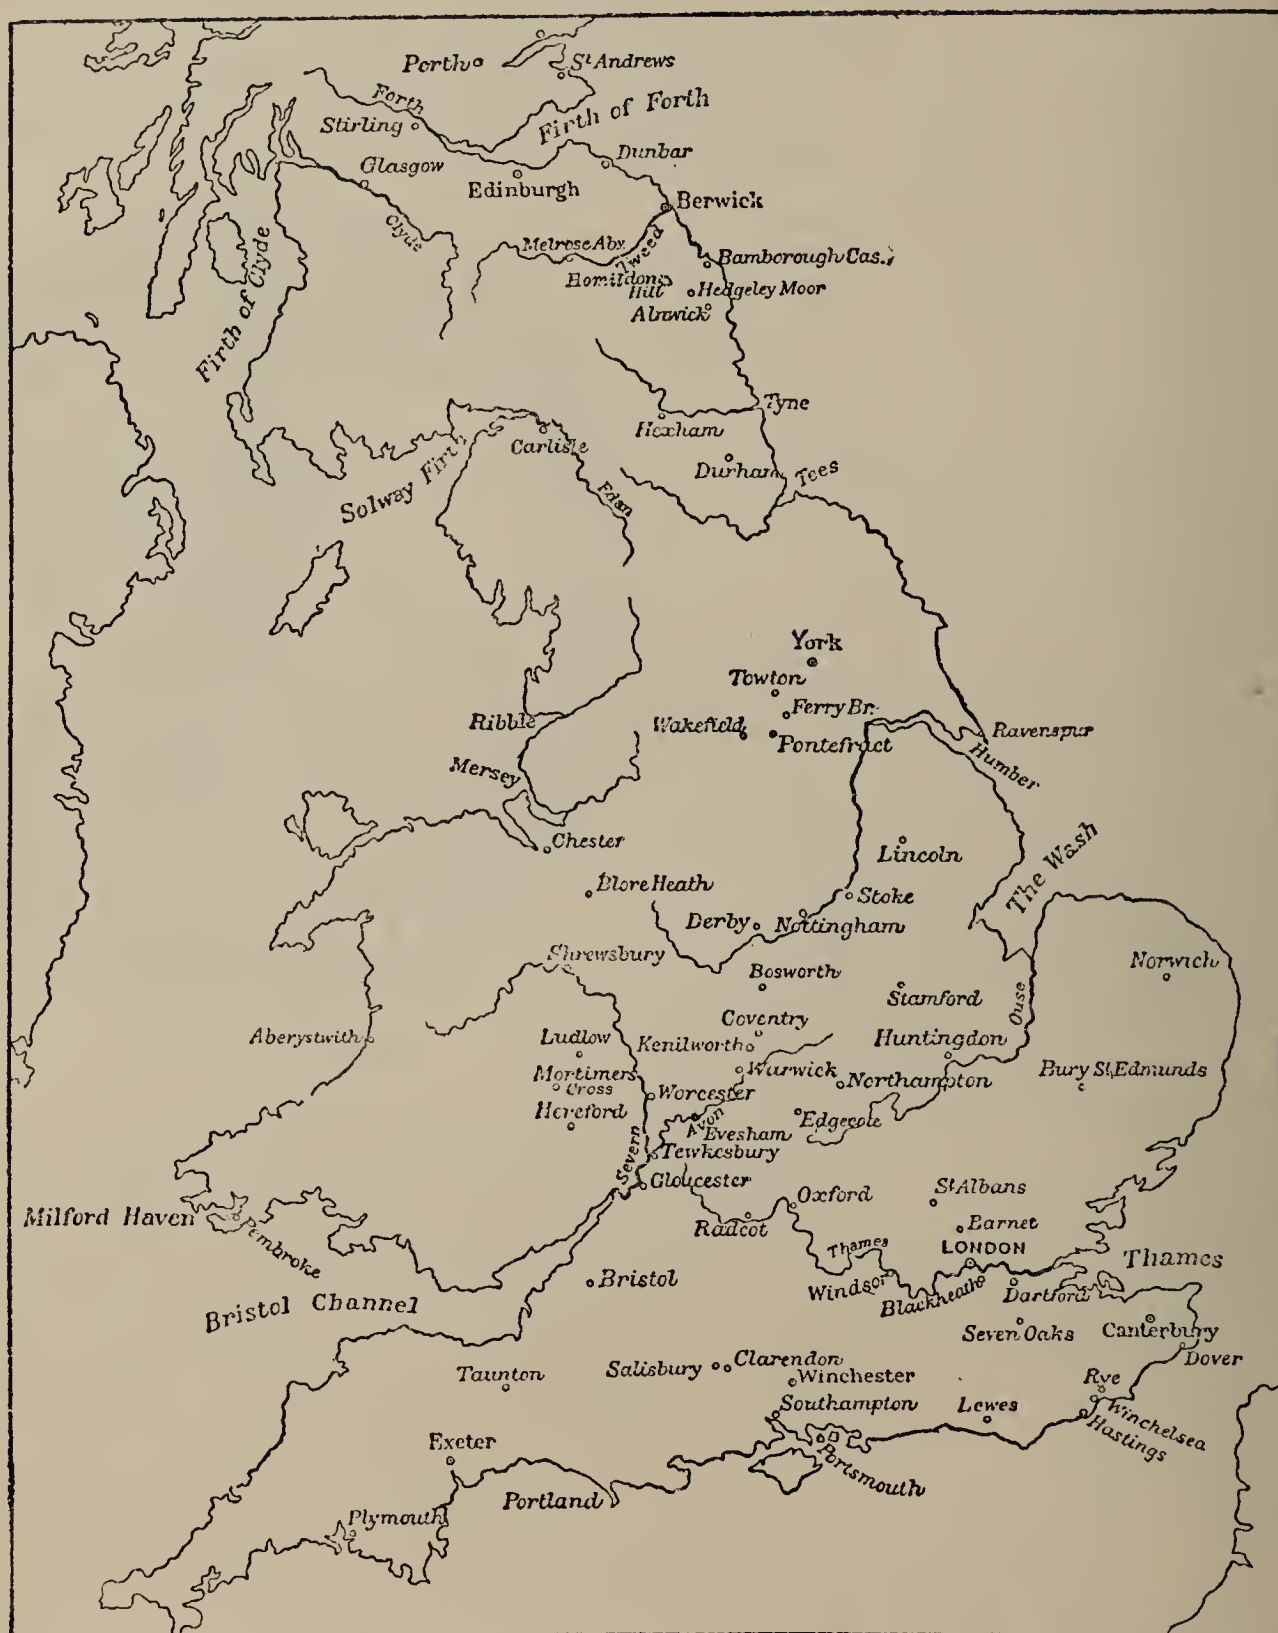 Perth
St Andrews
Forth
Firth of Forth
Stirling
Dunbar
Glasgow
Edinburgh
Berwick
Clyde
Melrose Aby.
Tweed
Bamborough Cas.
Firth of Clyde
Homildon
Hill
Hedgeley Moor
Alnwick
Tyne
Hexham
Carlisle
Solway Firth
Durham
Tees
Eden
York
Towton
Ferry Br.
Ribble
Wakefield
Pontefract
Ravenspur
Humber
Mersey
Chester
Lincoln
The Wash
Blore Heath
Stoke
Derby
Nottingham
Shrewsbury
Bosworth
Norwich
Stamford
Ouse
Coventry
Aberystwith
Ludlow
Kenilworth
Huntingdon
Mortimers
Cross
Warwick
Northampton
Bury St Edmunds
Worcester
Hereford
Avon
Evesham
Edgecote
Severn
Tewkesbury
Gloucester
Oxford
St Albans
Milford Haven
Pembroke
Radcot
Barnet
Thames
LONDON
Thames
Bristol
Windsor
Blackheath
Dartford
Bristol Channel
Seven Oaks
Canterbury
Dover
Taunton
Salisbury
Clarendon
Winchester
Rye
Southampton
Lewes
Winchelsea
Hastings
Exeter
Portsmouth
Portland
Plymouth